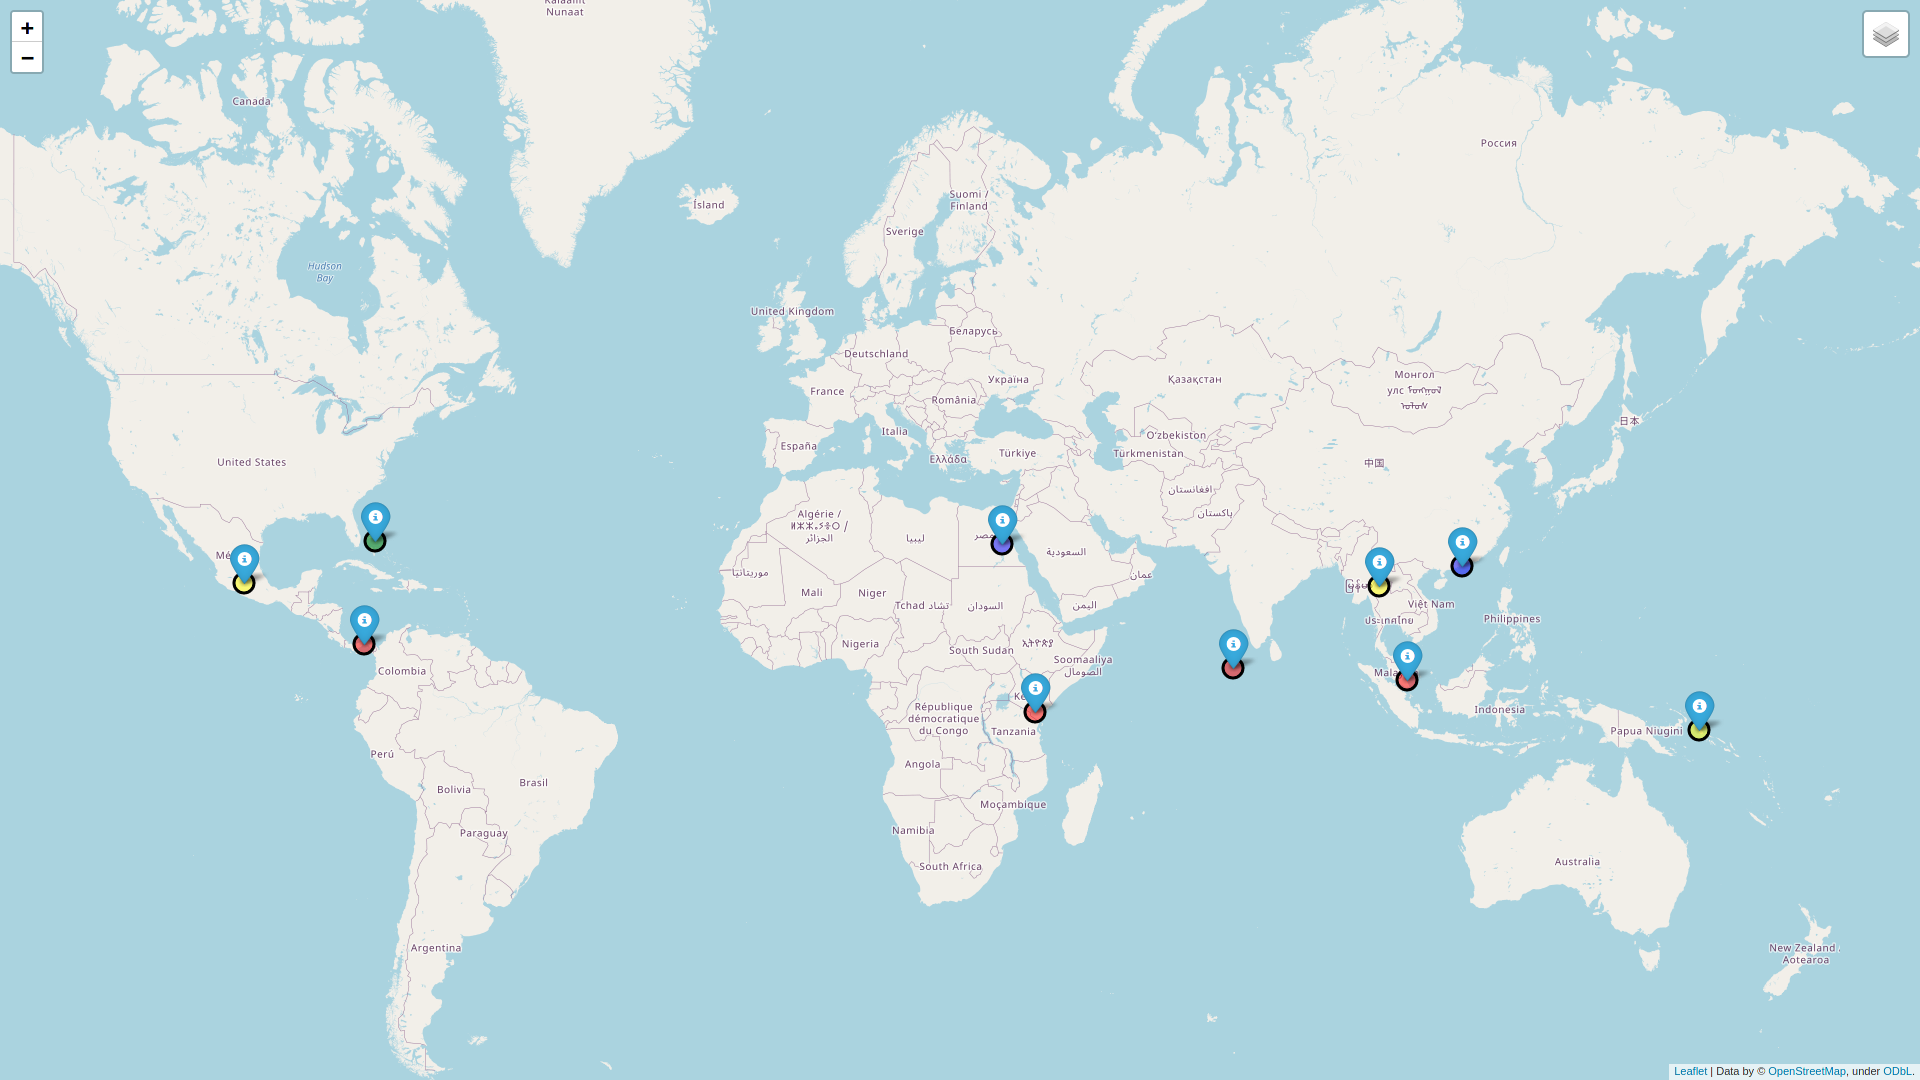 Kalaallit
Nunaat
+
−
Canada
Россия
Suomi /
Finland
Ísland
Sverige
Hudson
Bay
United Kingdom
Беларусь
Deutschland
Монгол
улс
Україна
Қазақстан
France
România
日本
Italia
Oʻzbekiston
España
Ελλάδα
Türkiye
Türkmenistan
United States
中国
افغانستان
پاکستان
Algérie /
ⵍⵣⵣⴰⵢⴻⵔ /
الجزائر
ليبيا
مصر
السعودية
Mé
موريتانيا
عمان
Mali
Niger
Tchad تشاد
السودان
اليمن
Việt Nam
ประเทศไทย
Philippines
Nigeria
South Sudan
ኢትዮጵያ
Soomaaliya
الصومال
Colombia
Mala
Ke
République
démocratique
du Congo
Indonesia
Tanzania
Papua Niugini
Perú
Angola
Brasil
Bolivia
Moçambique
Namibia
Paraguay
South Africa
Australia
Argentina
New Zealand
Aotearoa
Leaflet | Data by © OpenStreetMap, under ODbL.